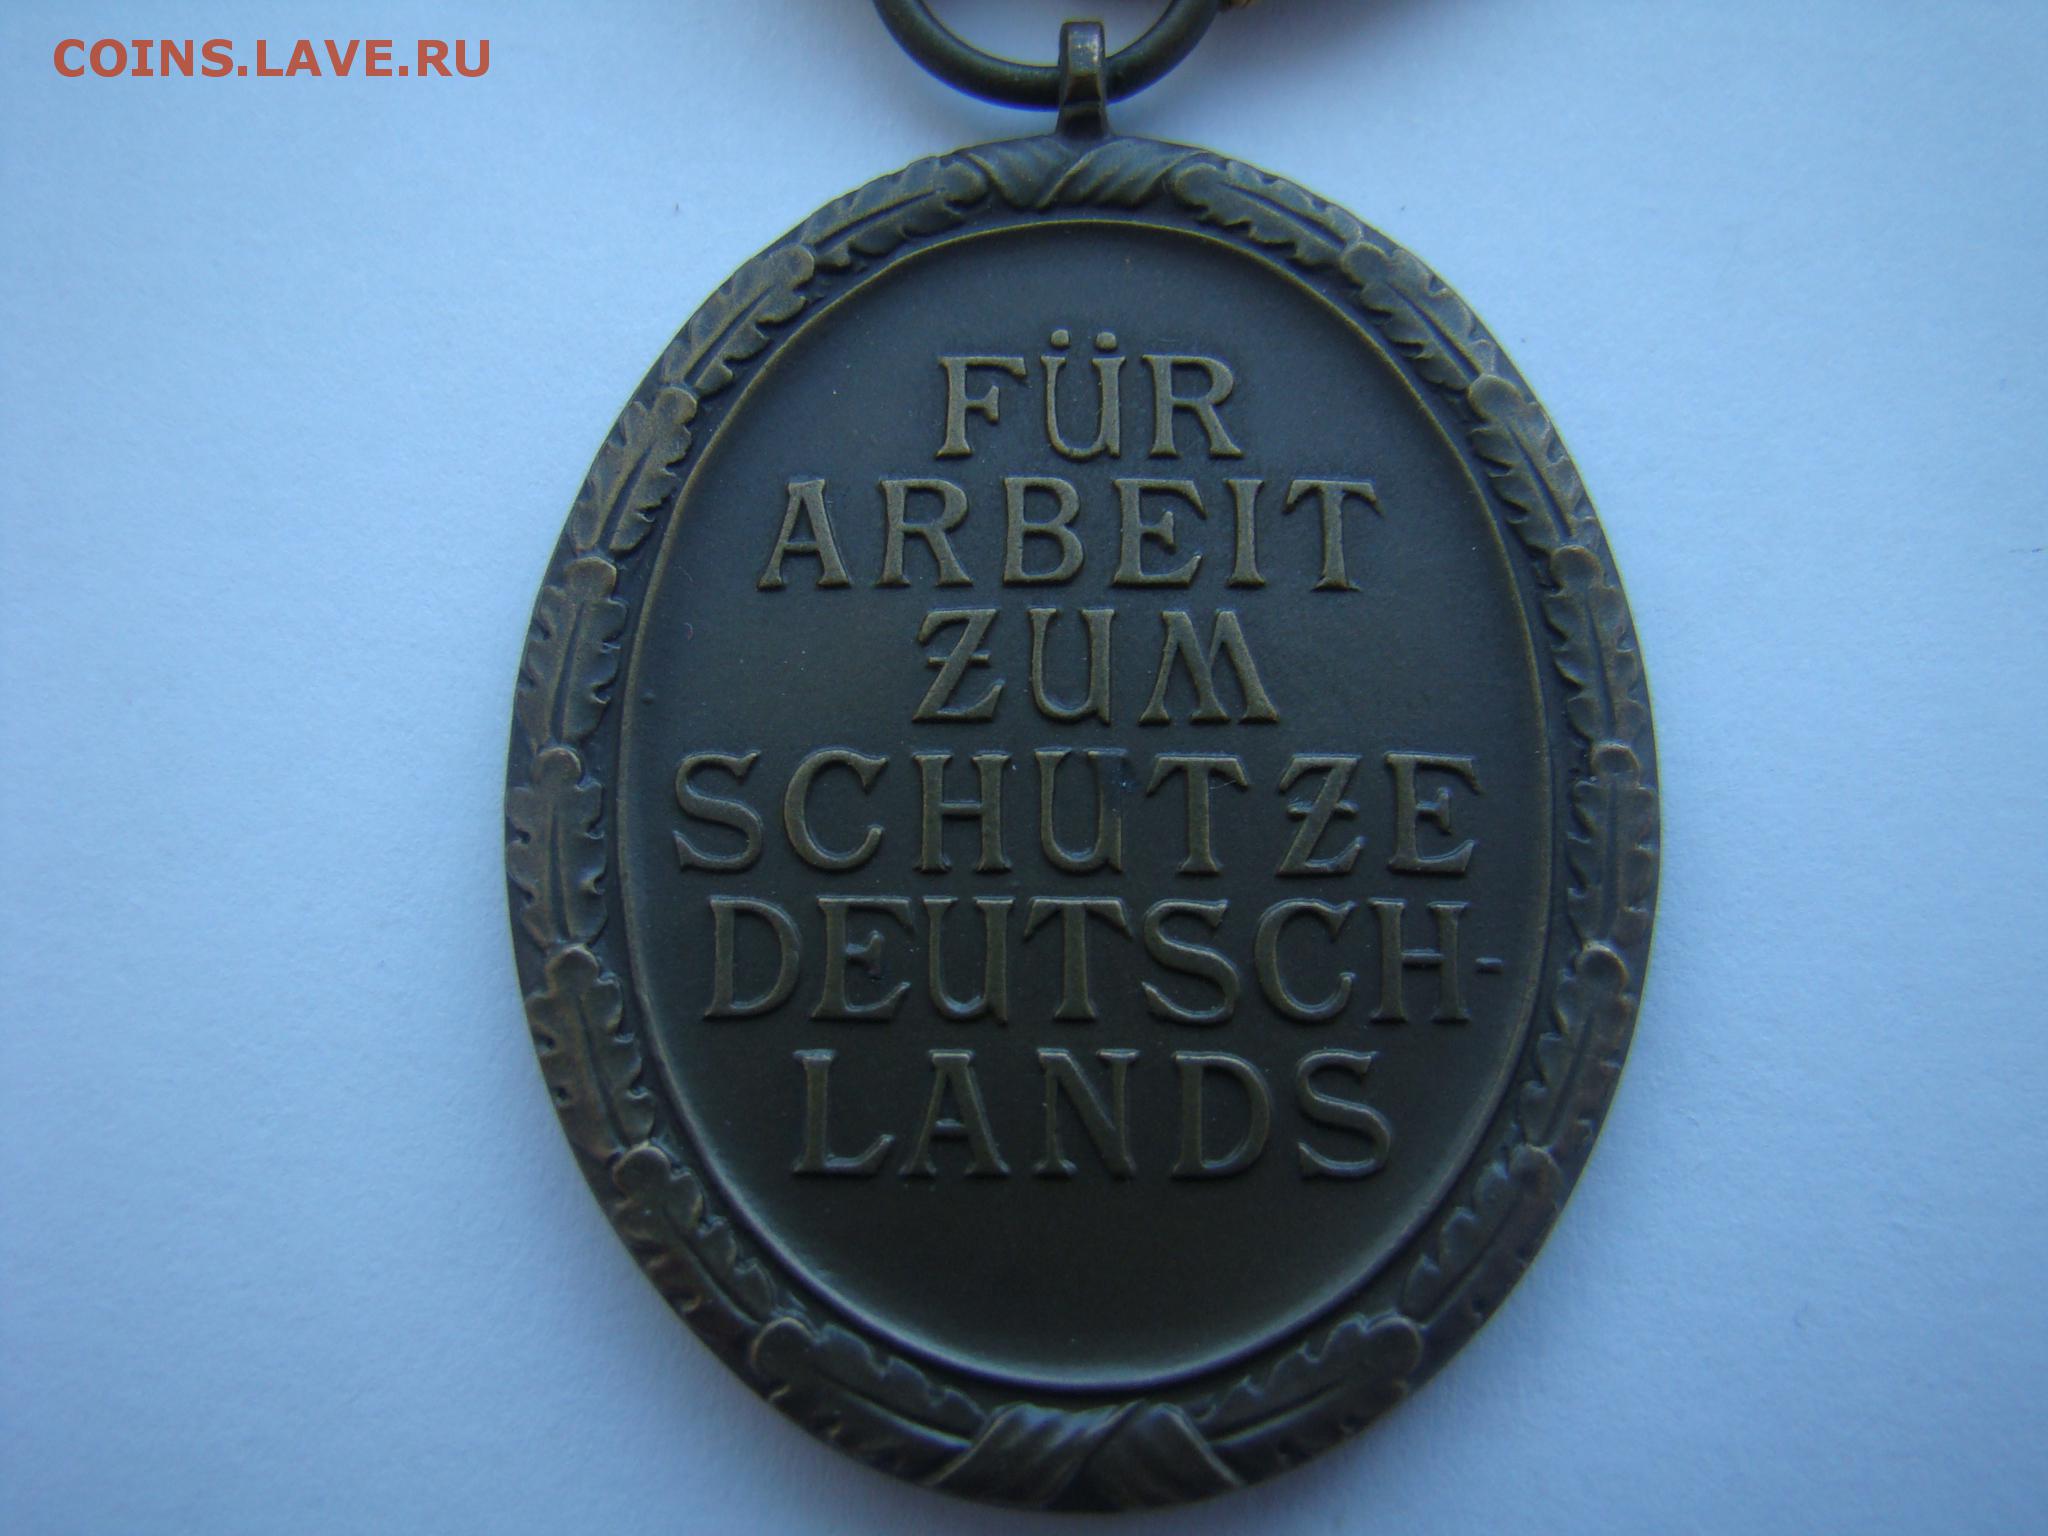 COINS.LAVE.RU
FÜR
ARBEIT
ZUM
SCHUTZE
DEUTSCH-
LANDS